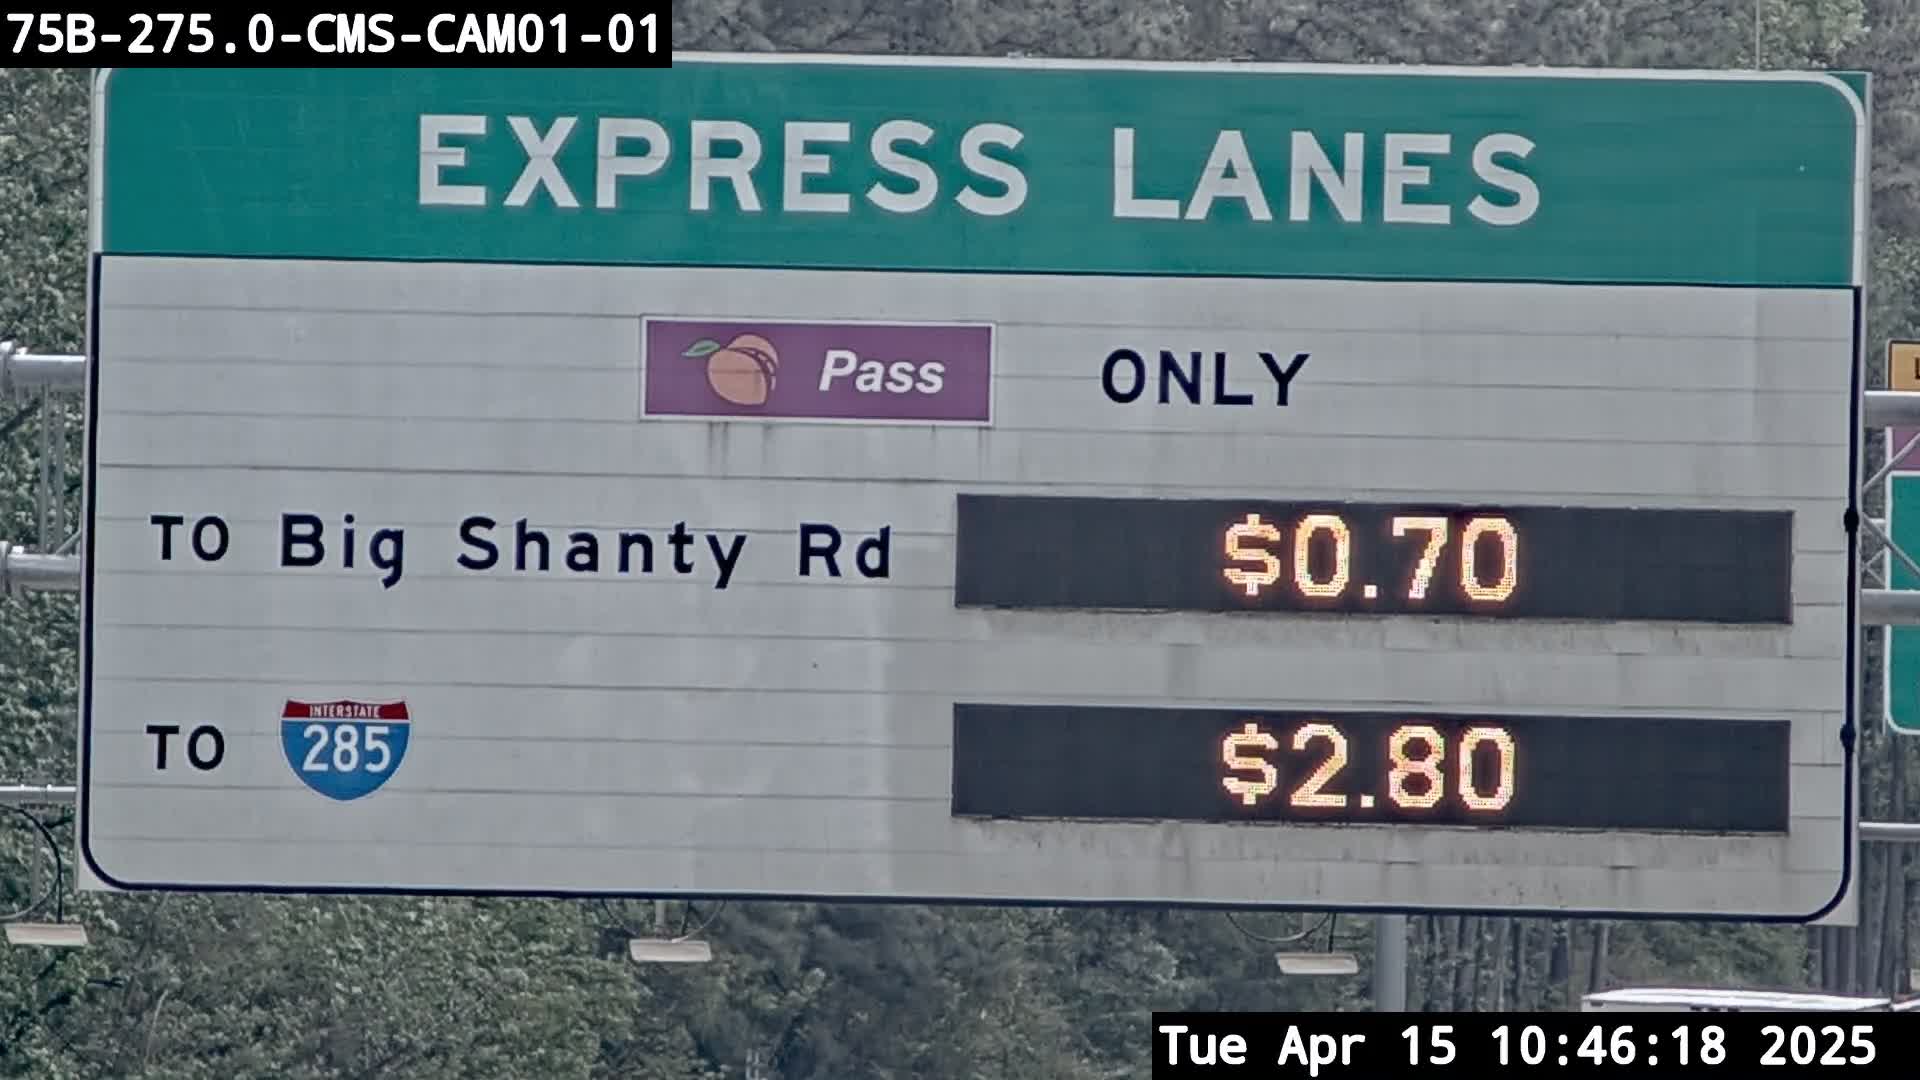 75B-275.0-CMS-CAM01-01
EXPRESS LANES
Pass ONLY
TO Big Shanty Rd $0.70
INTERSTATE
TO 285 $2.80
Tue Apr 15 10:46:18 2025